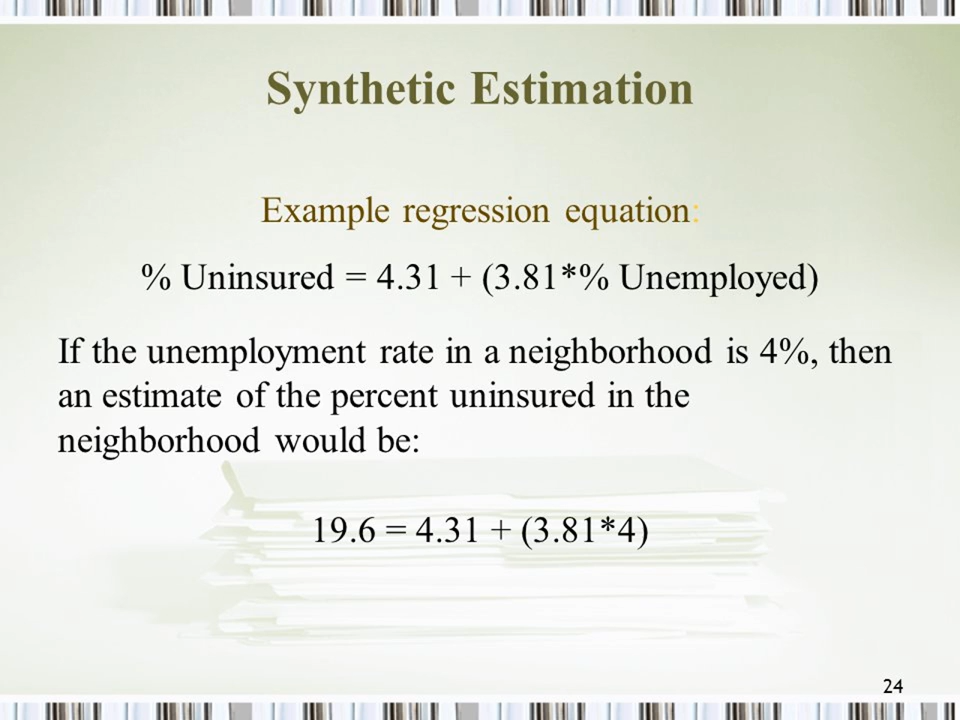 Synthetic Estimation
Example regression equation:
% Uninsured = 4.31 + (3.81*% Unemployed)
If the unemployment rate in a neighborhood is 4%, then
an estimate of the percent uninsured in the
neighborhood would be:
19.6 = 4.31 + (3.81*4)
24